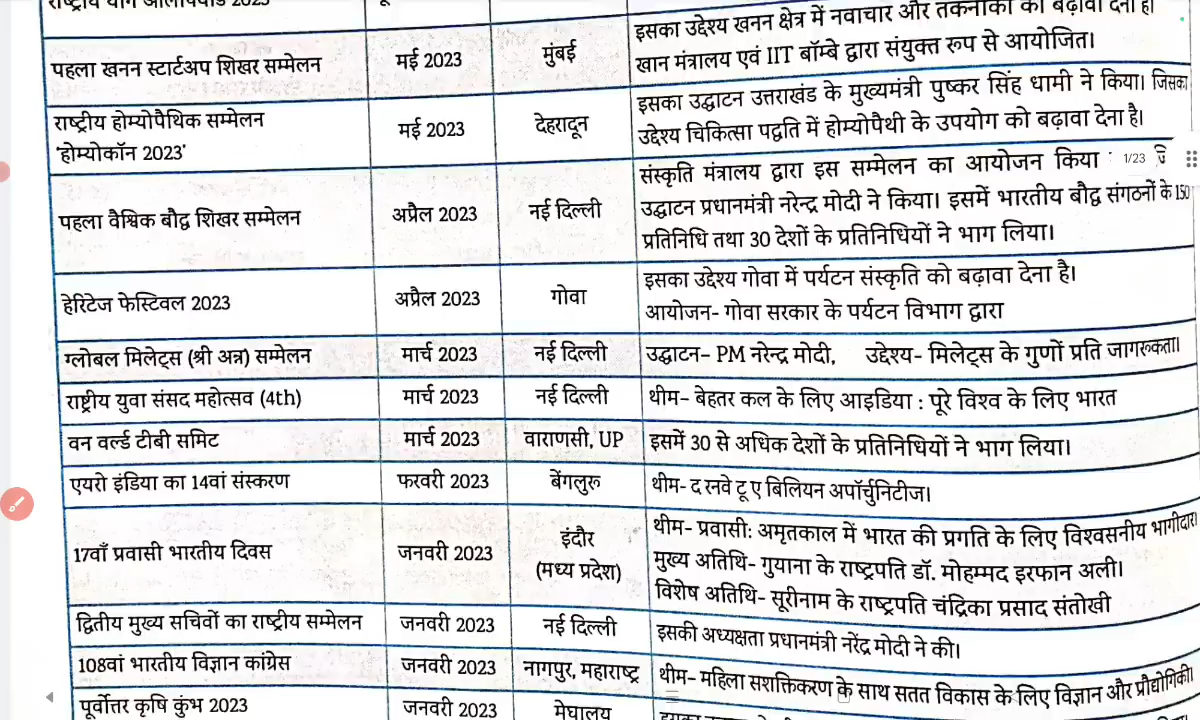 राष्ट्रीय योग ओलंपियाड 2023
इसका उद्देश्य खनन क्षेत्र में नवाचार और तकनीकी को बढ़ावा देना है।
पहला खनन स्टार्टअप शिखर सम्मेलन मई 2023 मुंबई खान मंत्रालय एवं IIT बॉम्बे द्वारा संयुक्त रूप से आयोजित।
राष्ट्रीय होम्योपैथिक सम्मेलन
'होम्योकॉन 2023'
मई 2023 देहरादून
इसका उद्घाटन उत्तराखंड के मुख्यमंत्री पुष्कर सिंह धामी ने किया। जिसका
उद्देश्य चिकित्सा पद्वति में होम्योपैथी के उपयोग को बढ़ावा देना है।
पहला वैश्विक बौद्ध शिखर सम्मेलन अप्रैल 2023 नई दिल्ली
संस्कृति मंत्रालय द्वारा इस सम्मेलन का आयोजन किया
1/23
उद्घाटन प्रधानमंत्री नरेन्द्र मोदी ने किया। इसमें भारतीय बौद्ध संगठनों के 150
प्रतिनिधि तथा 30 देशों के प्रतिनिधियों ने भाग लिया।
हेरिटेज फेस्टिवल 2023 अप्रैल 2023 गोवा
इसका उद्देश्य गोवा में पर्यटन संस्कृति को बढ़ावा देना है।
आयोजन- गोवा सरकार के पर्यटन विभाग द्वारा
ग्लोबल मिलेट्स (श्री अन्न) सम्मेलन मार्च 2023 नई दिल्ली उद्घाटन- PM नरेन्द्र मोदी, उद्देश्य- मिलेट्स के गुणों प्रति जागरूकता।
राष्ट्रीय युवा संसद महोत्सव (4th) मार्च 2023 नई दिल्ली थीम- बेहतर कल के लिए आइडिया : पूरे विश्व के लिए भारत
वन वर्ल्ड टीबी समिट मार्च 2023 वाराणसी, UP इसमें 30 से अधिक देशों के प्रतिनिधियों ने भाग लिया।
एयरो इंडिया का 14वां संस्करण फरवरी 2023 बेंगलुरु थीम- द रनवे टू ए बिलियन अपॉर्चुनिटीज।
17वाँ प्रवासी भारतीय दिवस जनवरी 2023
इंदौर
(मध्य प्रदेश)
थीम- प्रवासी: अमृतकाल में भारत की प्रगति के लिए विश्वसनीय भागीदार।
मुख्य अतिथि- गुयाना के राष्ट्रपति डॉ. मोहम्मद इरफान अली।
विशेष अतिथि- सूरीनाम के राष्ट्रपति चंद्रिका प्रसाद संतोखी
द्वितीय मुख्य सचिवों का राष्ट्रीय सम्मेलन जनवरी 2023 नई दिल्ली इसकी अध्यक्षता प्रधानमंत्री नरेंद्र मोदी ने की।
108वां भारतीय विज्ञान कांग्रेस जनवरी 2023 नागपुर, महाराष्ट्र थीम- महिला सशक्तिकरण के साथ सतत विकास के लिए विज्ञान और प्रौद्योगिकी।
पूर्वोत्तर कृषि कुंभ 2023 जनवरी 2023 मेघालय